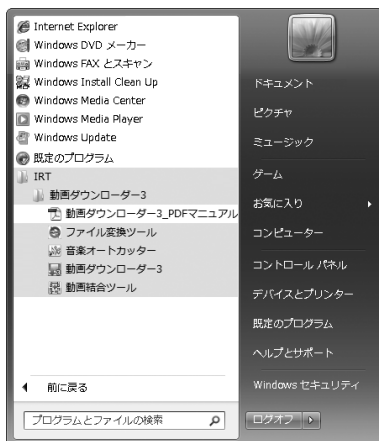 Internet Explorer
Windows DVD メーカー
Windows FAX とスキャン
Windows Install Clean Up
Windows Media Center
Windows Media Player
Windows Update
既定のプログラム
IRT
動画ダウンローダー3
動画ダウンローダー3_PDFマニュアル
ファイル変換ツール
音楽オートカッター
動画ダウンローダー3
動画結合ツール
前に戻る
プログラムとファイルの検索
ドキュメント
ピクチャ
ミュージック
ゲーム
お気に入り
コンピューター
コントロール パネル
デバイスとプリンター
既定のプログラム
ヘルプとサポート
Windows セキュリティ
ログオフ